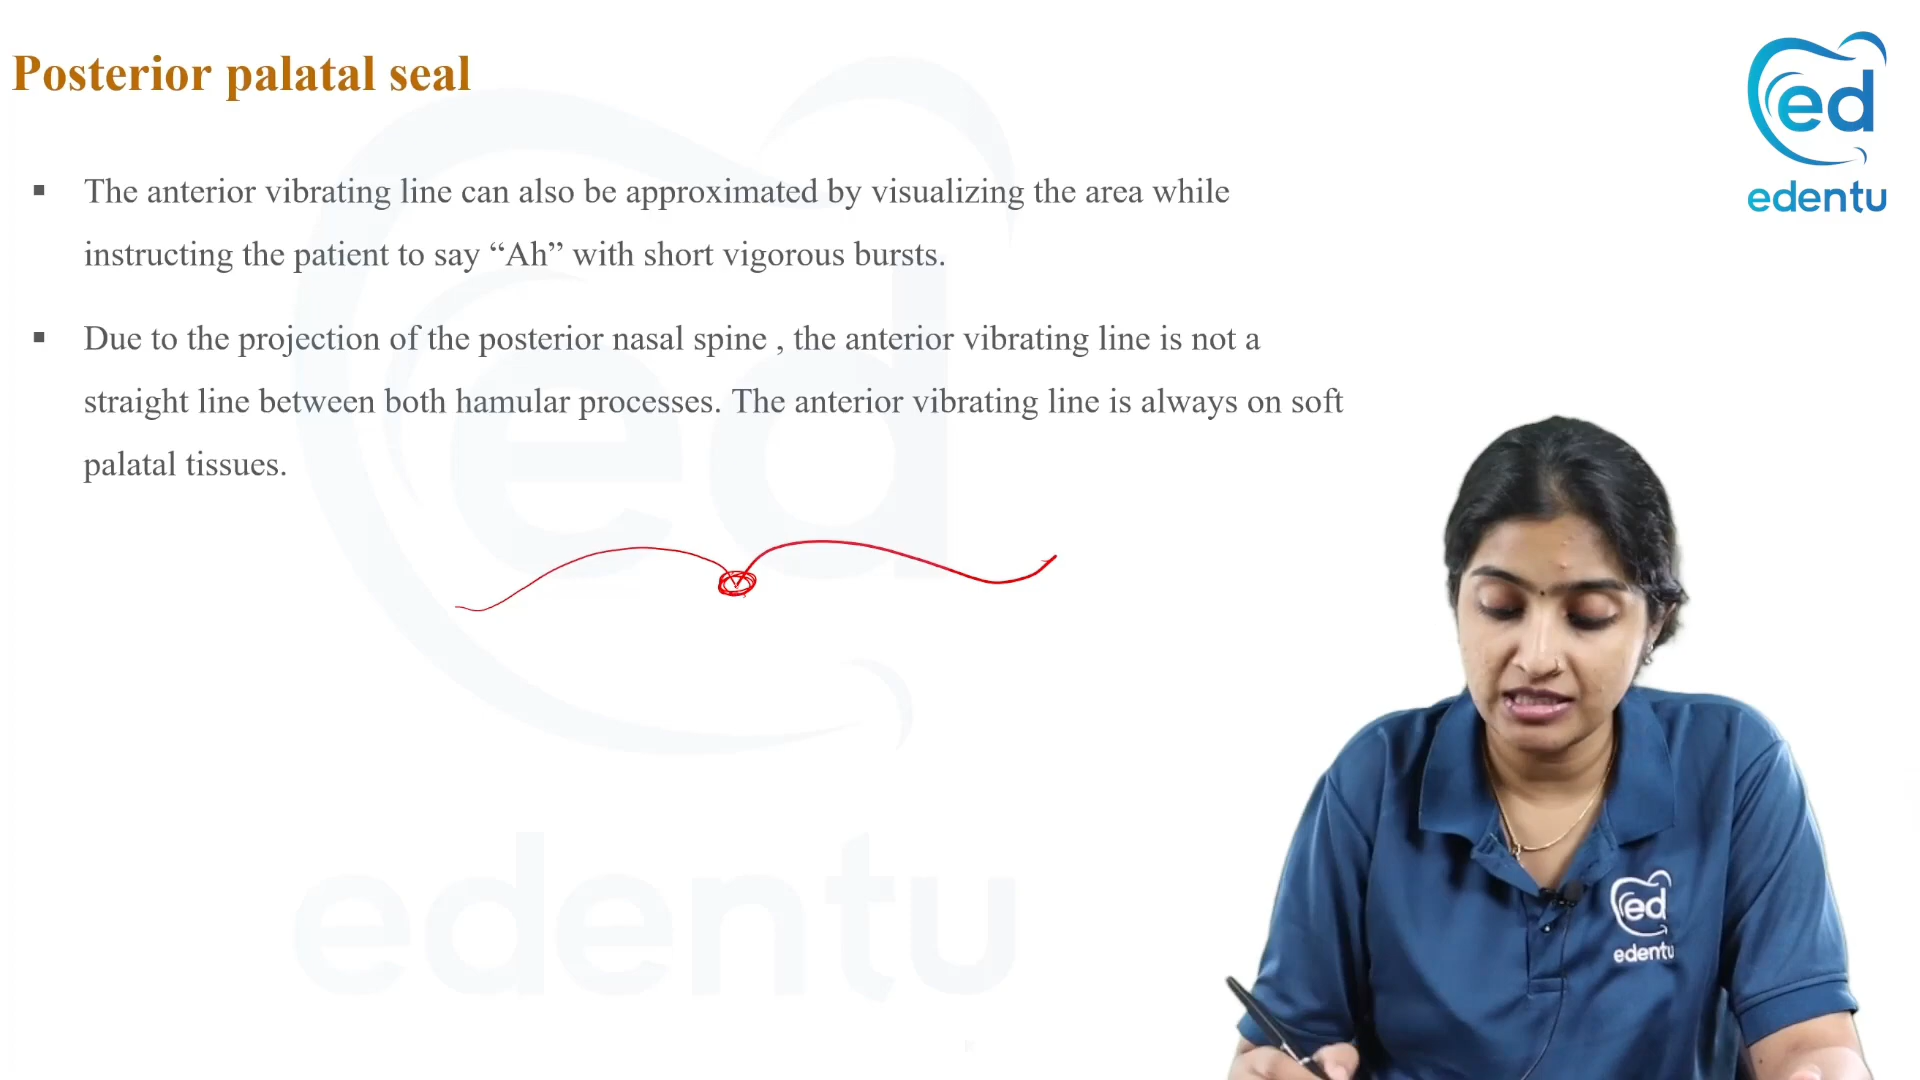 Posterior palatal seal
ed
edentu
▪ The anterior vibrating line can also be approximated by visualizing the area while
instructing the patient to say “Ah” with short vigorous bursts.
▪ Due to the projection of the posterior nasal spine , the anterior vibrating line is not a
straight line between both hamular processes. The anterior vibrating line is always on soft
palatal tissues.
ed
edentu
ed
edentu